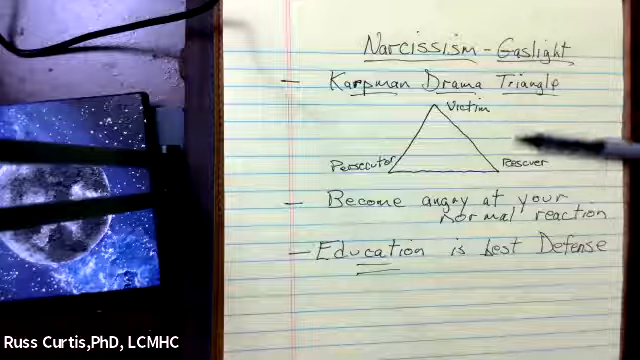 Narcissism - Gaslight
- Karpman Drama Triangle
Victim
Persecutor
Rescuer
- Become angry at your
normal reaction
- Education is best Defense
Russ Curtis,PhD, LCMHC